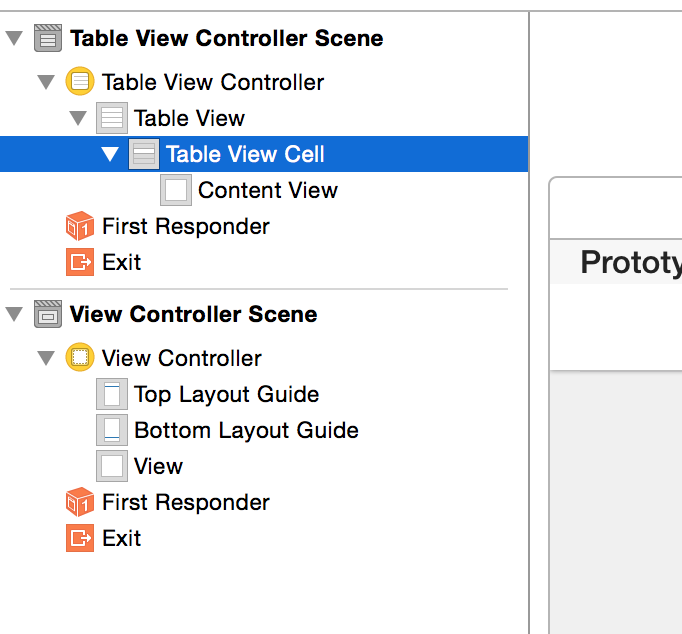 Table View Controller Scene
Table View Controller
Table View
Table View Cell
Content View
First Responder
Exit
View Controller Scene
View Controller
Top Layout Guide
Bottom Layout Guide
View
First Responder
Exit
Prototy